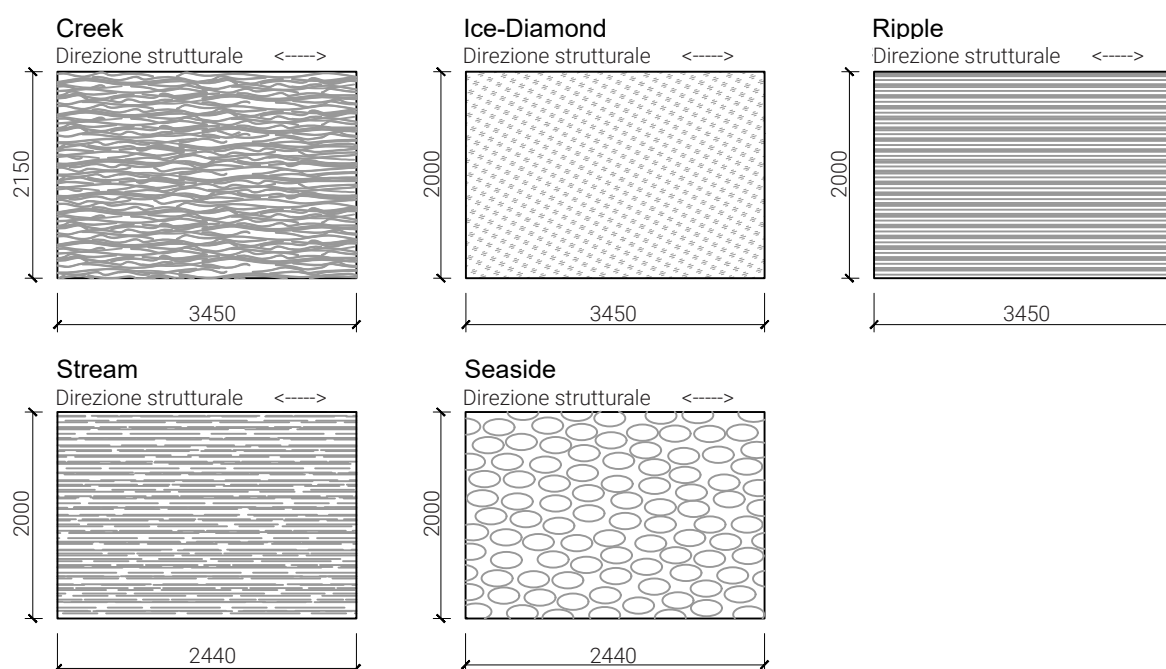 Creek
Direzione strutturale <----->
2150
3450
Ice-Diamond
Direzione strutturale <----->
2000
3450
Ripple
Direzione strutturale <----->
2000
3450
Stream
Direzione strutturale <----->
2000
2440
Seaside
Direzione strutturale <----->
2000
2440